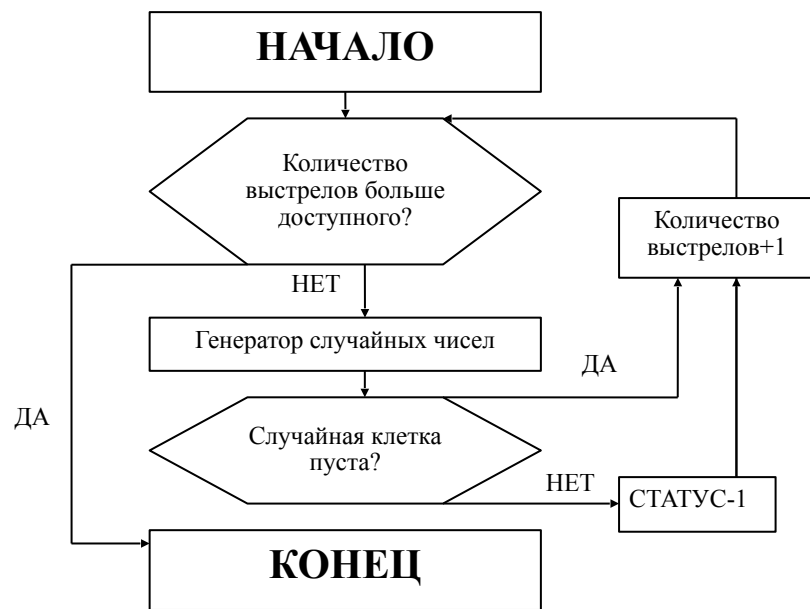 НАЧАЛО
Количество
выстрелов больше
доступного?
Количество
выстрелов+1
НЕТ
Генератор случайных чисел
ДА
ДА
Случайная клетка
пуста?
НЕТ
СТАТУС-1
КОНЕЦ